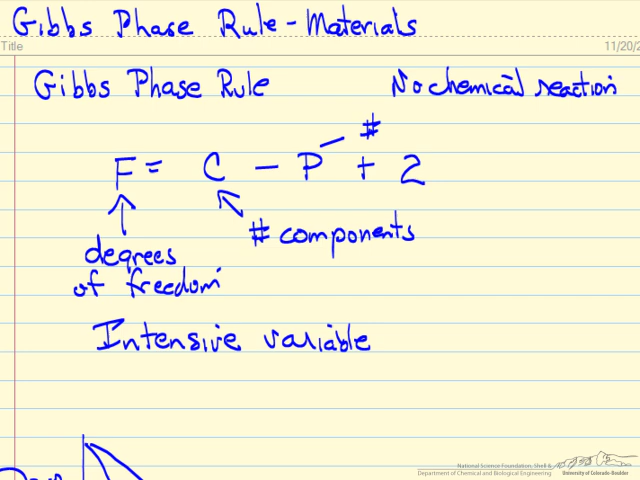 Gibbs Phase Rule - Materials
Title
11/20/2
Gibbs Phase Rule
No chemical reaction
#
F = C - P + 2
# components
degrees
of freedom
Intensive variable
National Science Foundation, Shell &
Department of Chemical and Biological Engineering
University of Colorado-Boulder